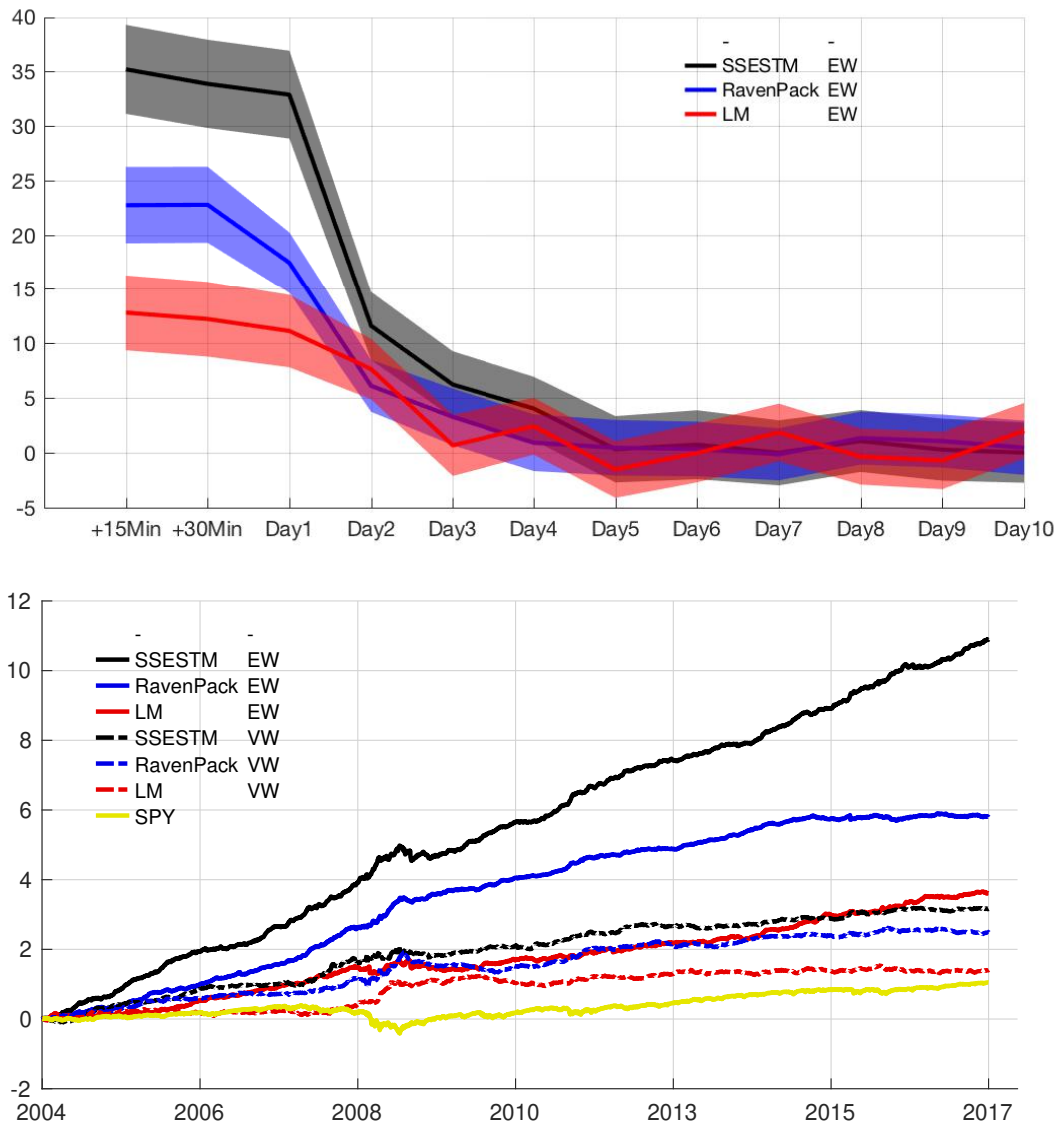 40
35
30
25
20
15
10
5
0
-5
- -
SSESTM EW
RavenPack EW
LM EW
+15Min +30Min Day1 Day2 Day3 Day4 Day5 Day6 Day7 Day8 Day9 Day10
12
10
8
6
4
2
0
-2
- -
SSESTM EW
RavenPack EW
LM EW
SSESTM VW
RavenPack VW
LM VW
SPY
2004 2006 2008 2010 2013 2015 2017